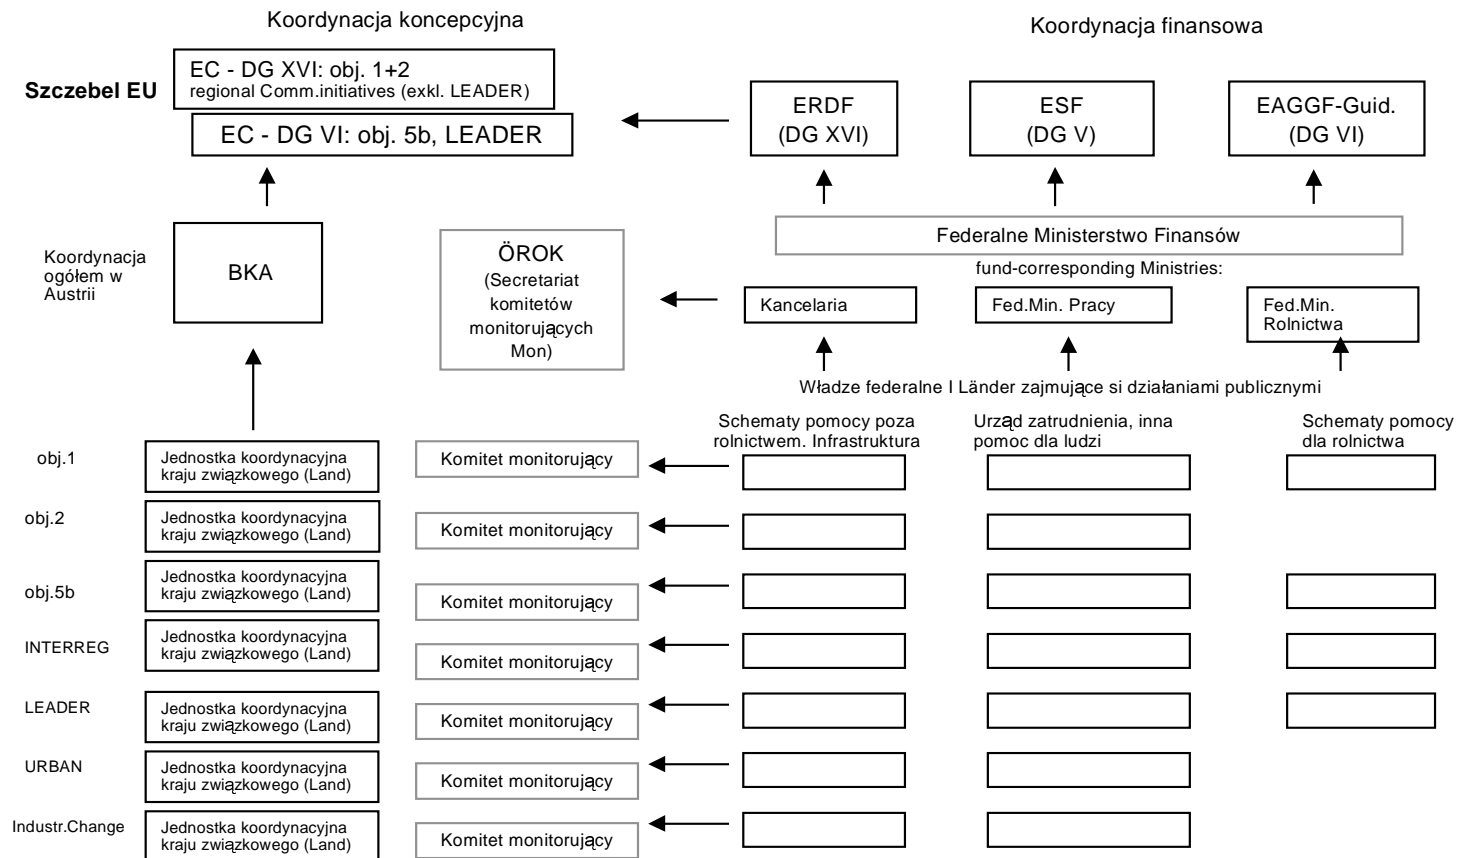 Koordynacja koncepcyjna
Koordynacja finansowa
Szczebel EU
EC - DG XVI: obj. 1+2
regional Comm.initiatives (exkl. LEADER)
EC - DG VI: obj. 5b, LEADER
ERDF
(DG XVI)
ESF
(DG V)
EAGGF-Guid.
(DG VI)
Koordynacja
ogółem w
Austrii
BKA
ÖROK
(Secretariat
komitetów
monitorujących
Mon)
Federalne Ministerstwo Finansów
fund-corresponding Ministries:
Kancelaria
Fed.Min. Pracy
Fed.Min.
Rolnictwa
Władze federalne I Länder zajmujące si działaniami publicznymi
Schematy pomocy poza
rolnictwem. Infrastruktura
Urząd zatrudnienia, inna
pomoc dla ludzi
Schematy pomocy
dla rolnictwa
obj.1
Jednostka koordynacyjna
kraju związkowego (Land)
Komitet monitorujący
obj.2
Jednostka koordynacyjna
kraju związkowego (Land)
Komitet monitorujący
obj.5b
Jednostka koordynacyjna
kraju związkowego (Land)
Komitet monitorujący
INTERREG
Jednostka koordynacyjna
kraju związkowego (Land)
Komitet monitorujący
LEADER
Jednostka koordynacyjna
kraju związkowego (Land)
Komitet monitorujący
URBAN
Jednostka koordynacyjna
kraju związkowego (Land)
Komitet monitorujący
Industr.Change
Jednostka koordynacyjna
kraju związkowego (Land)
Komitet monitorujący